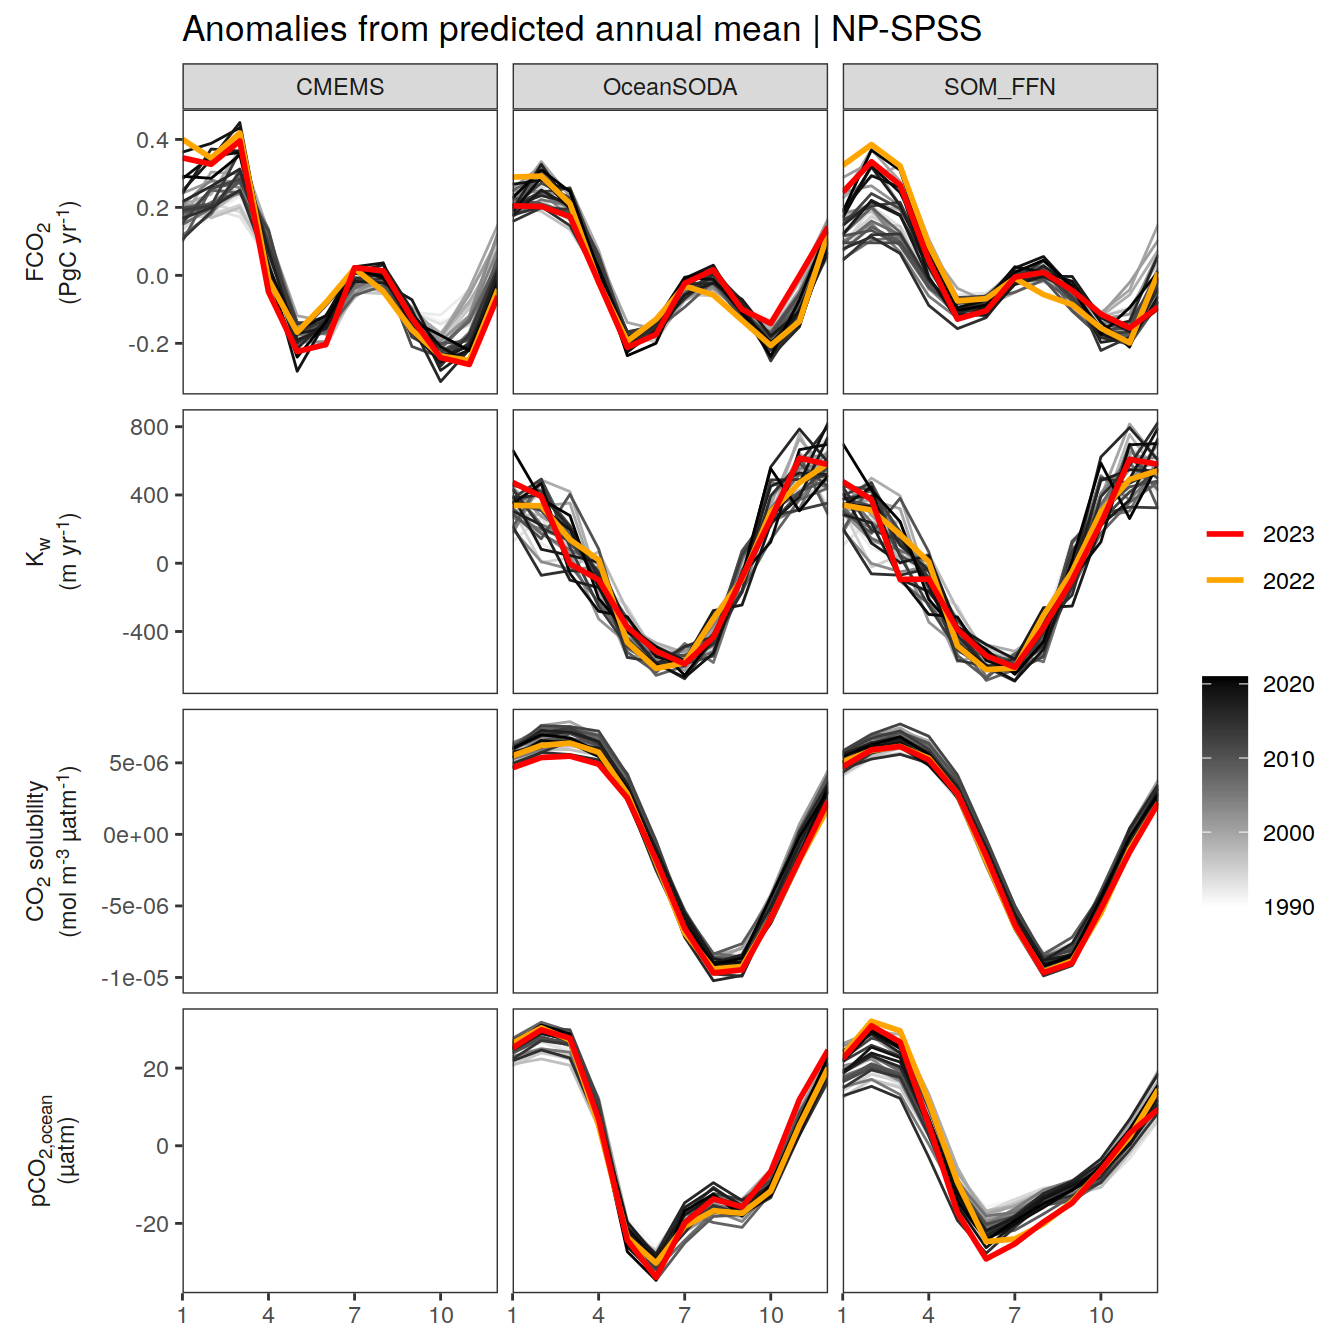 Anomalies from predicted annual mean | NP-SPSS
CMEMS
OceanSODA
SOM_FFN
FCO2
(PgC yr-1)
0.4
0.2
0.0
-0.2
Kw
(m yr-1)
800
400
0
-400
CO2 solubility
(mol m-3 µatm-1)
5e-06
0e+00
-5e-06
-1e-05
pCO2,ocean
(µatm)
20
0
-20
1 4 7 10
1 4 7 10
1 4 7 10
2023
2022
2020
2010
2000
1990